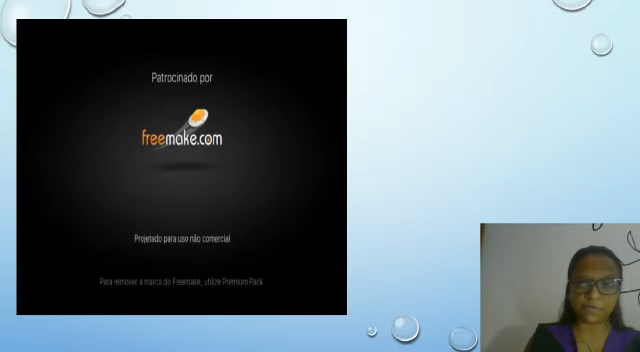 Patrocinado por
freemake.com
Projetado para uso não comercial
Para remover a marca do Freemake, utilize Premium Pack